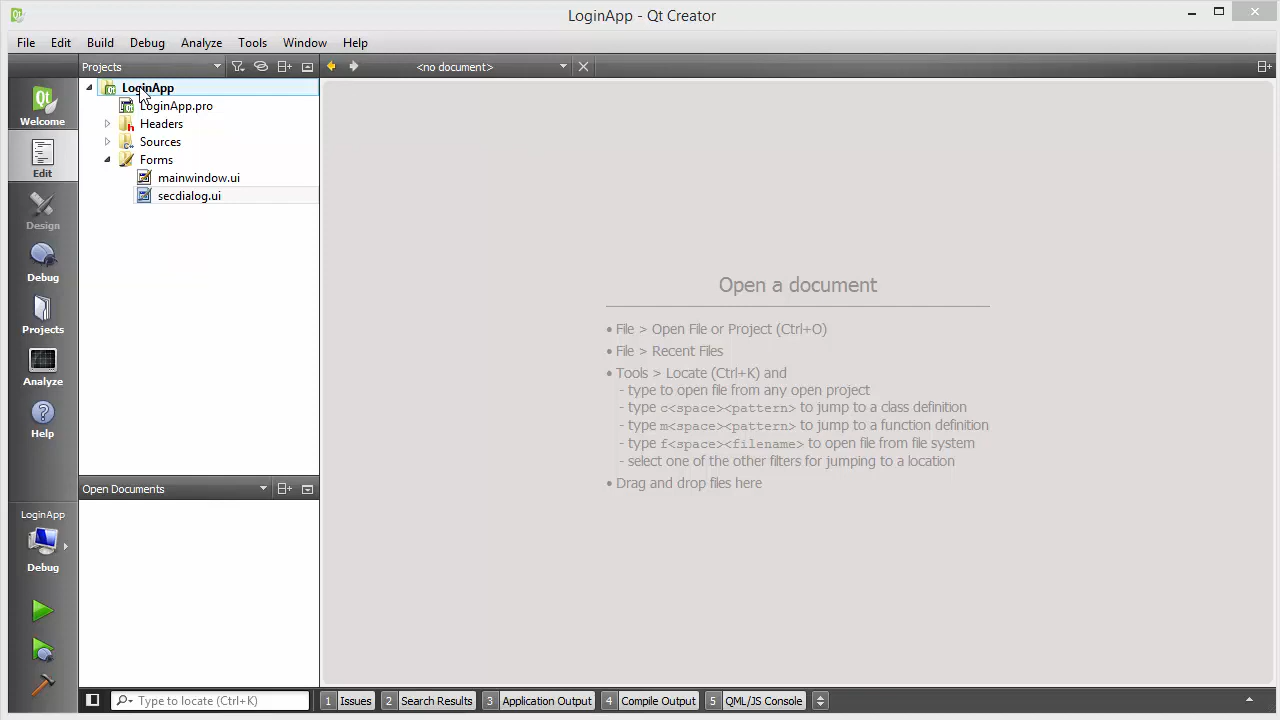 LoginApp - Qt Creator
File Edit Build Debug Analyze Tools Window Help
Projects
<no document>
Welcome
Edit
Design
Debug
Projects
Analyze
Help
LoginApp
Debug
LoginApp
LoginApp.pro
Headers
Sources
Forms
mainwindow.ui
secdialog.ui
Open Documents
Open a document
• File > Open File or Project (Ctrl+O)
• File > Recent Files
• Tools > Locate (Ctrl+K) and
- type to open file from any open project
- type c<space><pattern> to jump to a class definition
- type m<space><pattern> to jump to a function definition
- type f<space><filename> to open file from file system
- select one of the other filters for jumping to a location
• Drag and drop files here
Type to locate (Ctrl+K)
1 Issues 2 Search Results 3 Application Output 4 Compile Output 5 QML/JS Console